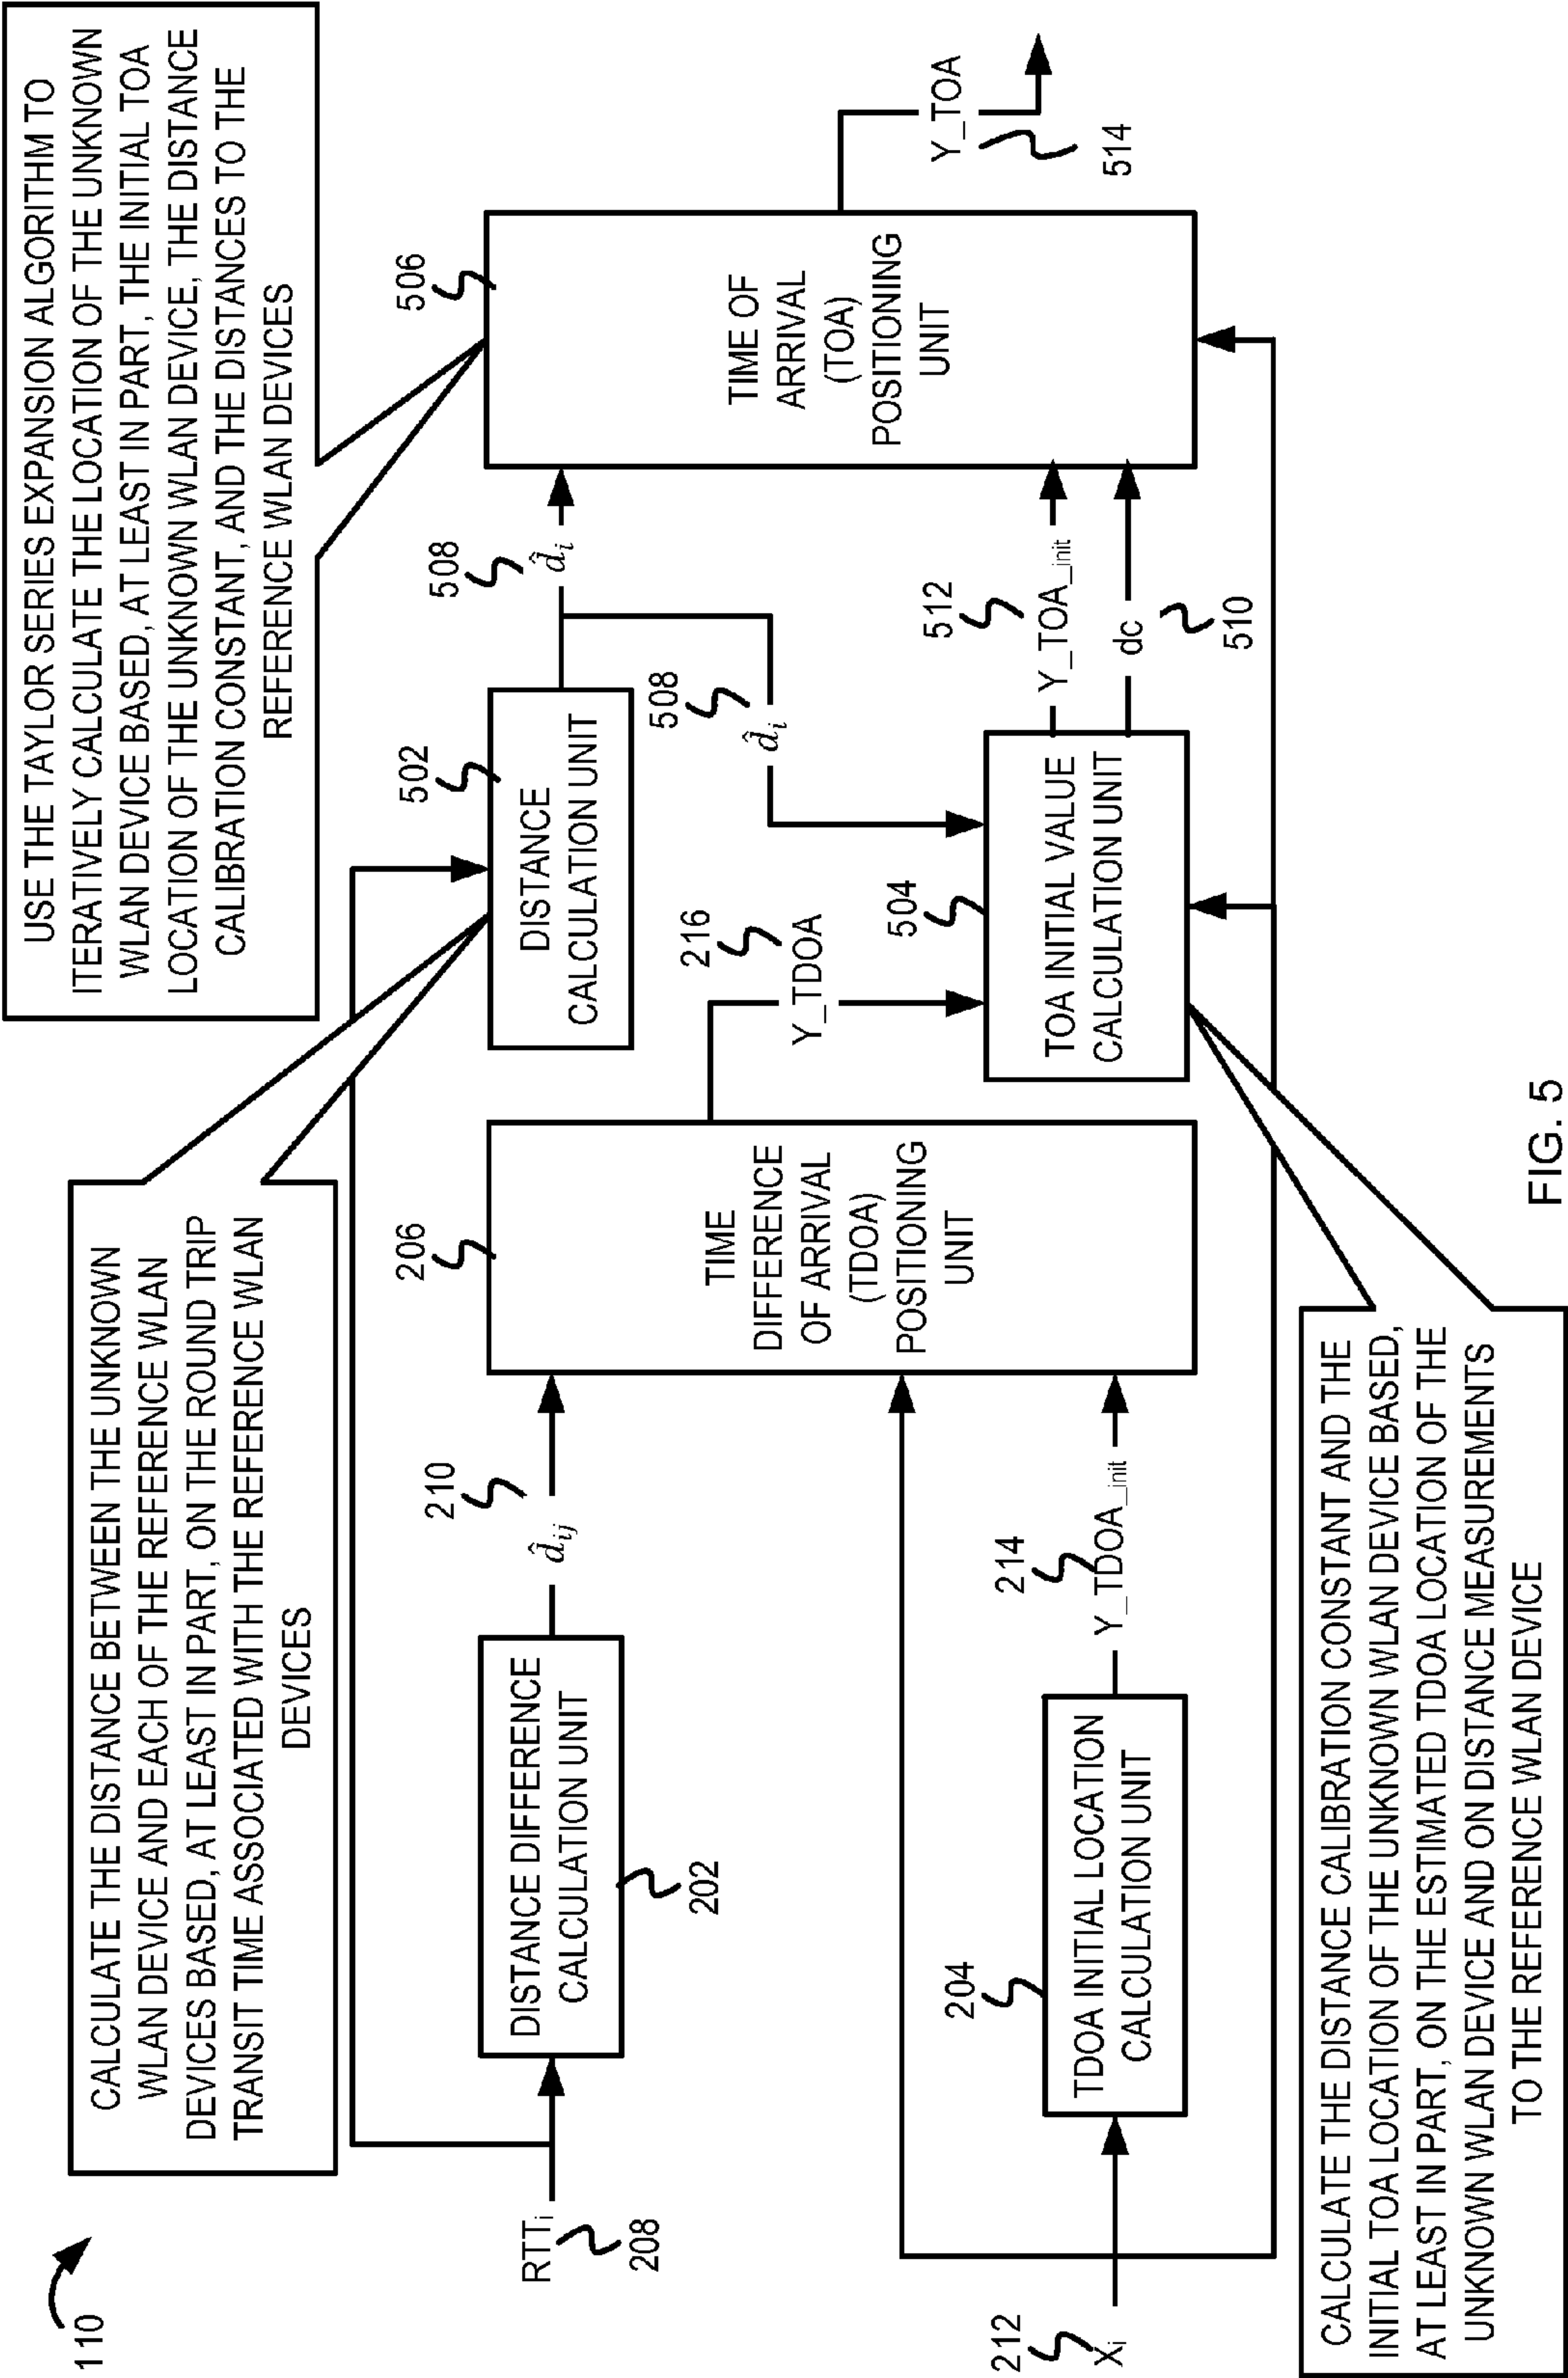 110
USE THE TAYLOR SERIES EXPANSION ALGORITHM TO
ITERATIVELY CALCULATE THE LOCATION OF THE UNKNOWN
WLAN DEVICE BASED, AT LEAST IN PART, THE INITIAL TOA
LOCATION OF THE UNKNOWN WLAN DEVICE, THE DISTANCE
CALIBRATION CONSTANT, AND THE DISTANCES TO THE
REFERENCE WLAN DEVICES
CALCULATE THE DISTANCE BETWEEN THE UNKNOWN
WLAN DEVICE AND EACH OF THE REFERENCE WLAN
DEVICES BASED, AT LEAST IN PART, ON THE ROUND TRIP
TRANSIT TIME ASSOCIATED WITH THE REFERENCE WLAN
DEVICES
RTTᵢ
208
DISTANCE DIFFERENCE
CALCULATION UNIT
202
210
d̂ᵢⱼ
206
TIME
DIFFERENCE
OF ARRIVAL
(TDOA)
POSITIONING
UNIT
502
DISTANCE
CALCULATION UNIT
508
d̂ᵢ
508
d̂ᵢ
506
TIME OF
ARRIVAL
(TOA)
POSITIONING
UNIT
Y_TOA
514
212
Xᵢ
204
TDOA INITIAL LOCATION
CALCULATION UNIT
214
Y_TDOA_init
216
Y_TDOA
504
TOA INITIAL VALUE
CALCULATION UNIT
512
Y_TOA_init
dc
510
CALCULATE THE DISTANCE CALIBRATION CONSTANT AND THE
INITIAL TOA LOCATION OF THE UNKNOWN WLAN DEVICE BASED,
AT LEAST IN PART, ON THE ESTIMATED TDOA LOCATION OF THE
UNKNOWN WLAN DEVICE AND ON DISTANCE MEASUREMENTS
TO THE REFERENCE WLAN DEVICE
FIG. 5